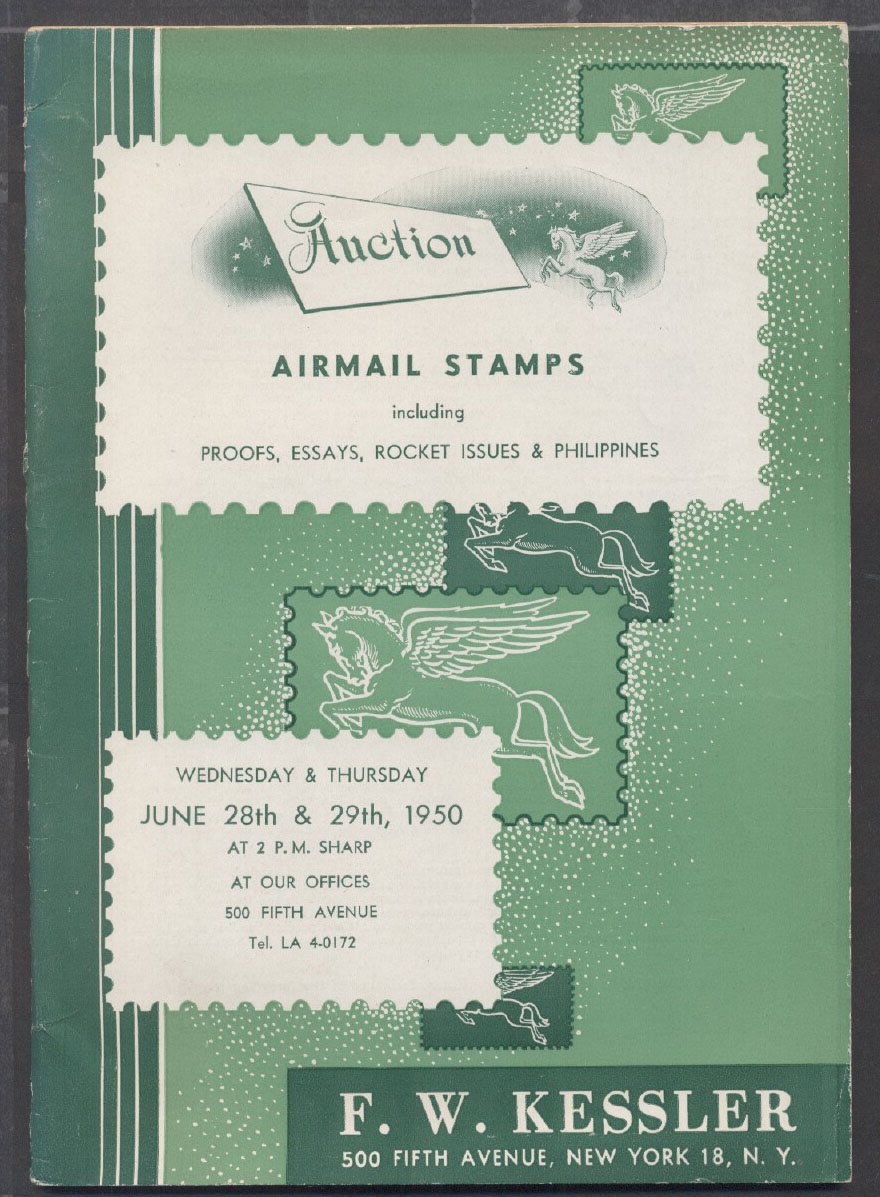 Auction
AIRMAIL STAMPS
including
PROOFS, ESSAYS, ROCKET ISSUES & PHILIPPINES
WEDNESDAY & THURSDAY
JUNE 28th & 29th, 1950
AT 2 P.M. SHARP
AT OUR OFFICES
500 FIFTH AVENUE
Tel. LA 4-0172
F. W. KESSLER
500 FIFTH AVENUE, NEW YORK 18, N. Y.